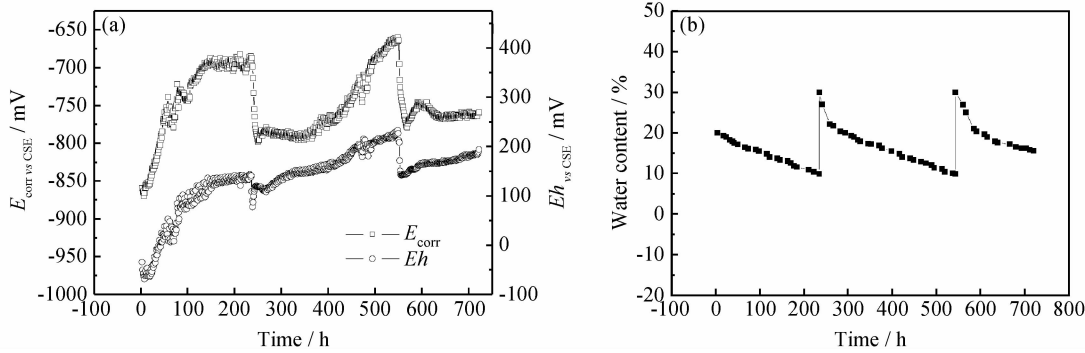 (a)
-650
-700
-750
-800
-850
-900
-950
-1000
E corr vs CSE / mV
-100 0 100 200 300 400 500 600 700
Time / h
400
300
200
100
0
-100
Eh vs CSE / mV
E corr
Eh
(b)
50
40
30
20
10
0
-10
-20
Water content / %
-100 0 100 200 300 400 500 600 700 800
Time / h